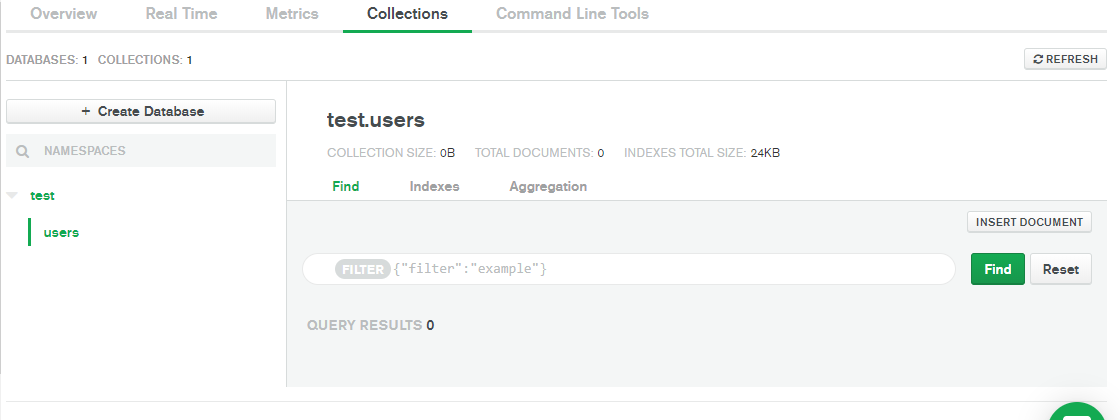 Overview Real Time Metrics Collections Command Line Tools
DATABASES: 1 COLLECTIONS: 1 REFRESH
+ Create Database
NAMESPACES
test
users
test.users
COLLECTION SIZE: 0B TOTAL DOCUMENTS: 0 INDEXES TOTAL SIZE: 24KB
Find Indexes Aggregation
INSERT DOCUMENT
FILTER {"filter":"example"} Find Reset
QUERY RESULTS 0